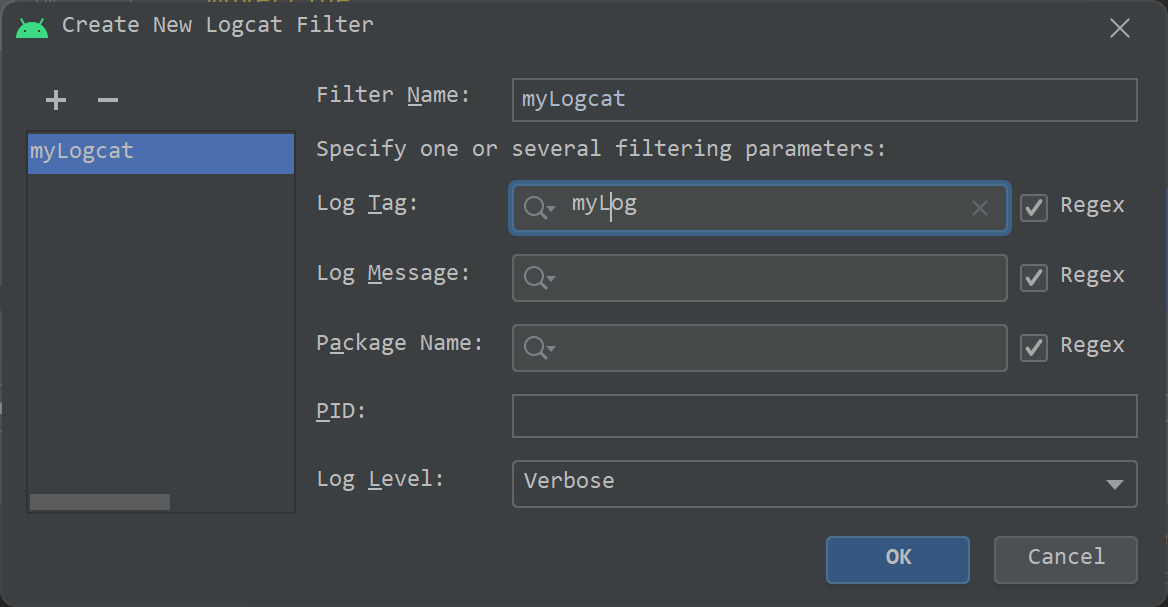 Create New Logcat Filter
Filter Name: myLogcat
myLogcat
Specify one or several filtering parameters:
Log Tag: myLog Regex
Log Message: Regex
Package Name: Regex
PID:
Log Level: Verbose
OK Cancel